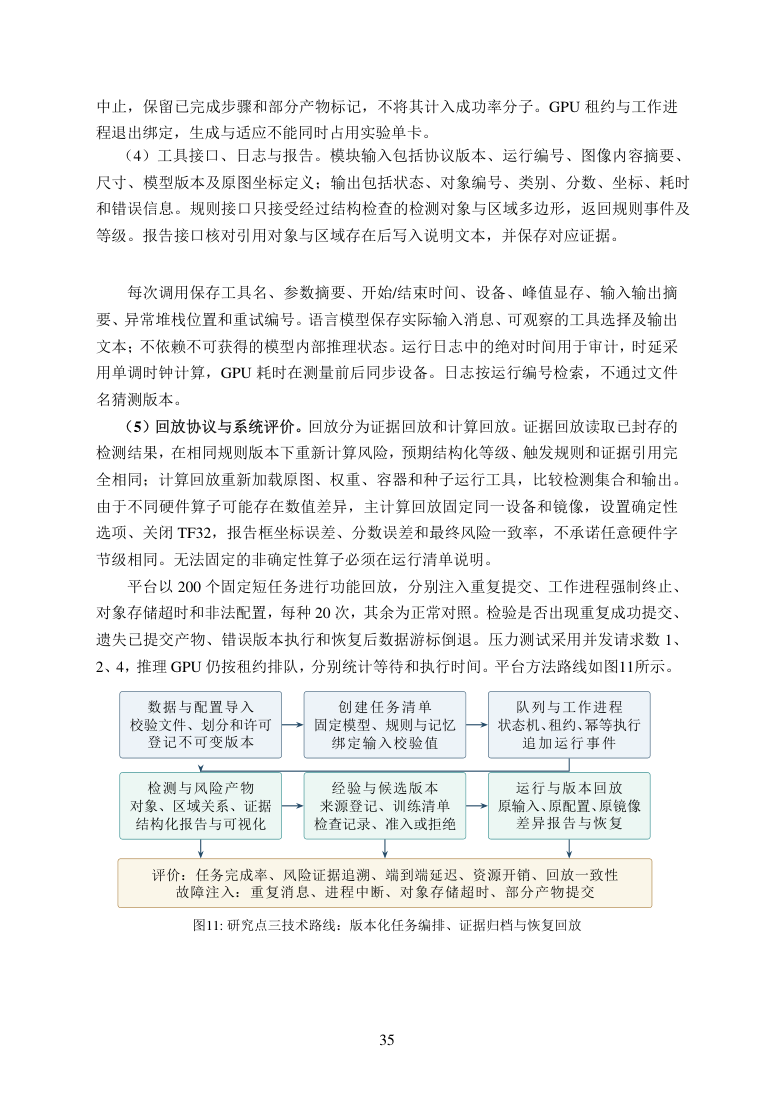 中止，保留已完成步骤和部分产物标记，不将其计入成功率分子。GPU 租约与工作进
程退出绑定，生成与适应不能同时占用实验单卡。
（4）工具接口、日志与报告。模块输入包括协议版本、运行编号、图像内容摘要、
尺寸、模型版本及原图坐标定义；输出包括状态、对象编号、类别、分数、坐标、耗时
和错误信息。规则接口只接受经过结构检查的检测对象与区域多边形，返回规则事件及
等级。报告接口核对引用对象与区域存在后写入说明文本，并保存对应证据。
每次调用保存工具名、参数摘要、开始/结束时间、设备、峰值显存、输入输出摘
要、异常堆栈位置和重试编号。语言模型保存实际输入消息、可观察的工具选择及输出
文本；不依赖不可获得的模型内部推理状态。运行日志中的绝对时间用于审计，时延采
用单调时钟计算，GPU 耗时在测量前后同步设备。日志按运行编号检索，不通过文件
名猜测版本。
（5）回放协议与系统评价。回放分为证据回放和计算回放。证据回放读取已封存的
检测结果，在相同规则版本下重新计算风险，预期结构化等级、触发规则和证据引用完
全相同；计算回放重新加载原图、权重、容器和种子运行工具，比较检测集合和输出。
由于不同硬件算子可能存在数值差异，主计算回放固定同一设备和镜像，设置确定性
选项、关闭 TF32，报告框坐标误差、分数误差和最终风险一致率，不承诺任意硬件字
节级相同。无法固定的非确定性算子必须在运行清单说明。
平台以 200 个固定短任务进行功能回放，分别注入重复提交、工作进程强制终止、
对象存储超时和非法配置，每种 20 次，其余为正常对照。检验是否出现重复成功提交、
遗失已提交产物、错误版本执行和恢复后数据游标倒退。压力测试采用并发请求数 1、
2、4，推理 GPU 仍按租约排队，分别统计等待和执行时间。平台方法路线如图11所示。
数据与配置导入
校验文件、划分和许可
登记不可变版本
创建任务清单
固定模型、规则与记忆
绑定输入校验值
队列与工作进程
状态机、租约、幂等执行
追加运行事件
检测与风险产物
对象、区域关系、证据
结构化报告与可视化
经验与候选版本
来源登记、训练清单
检查记录、准入或拒绝
运行与版本回放
原输入、原配置、原镜像
差异报告与恢复
评价：任务完成率、风险证据追溯、端到端延迟、资源开销、回放一致性
故障注入：重复消息、进程中断、对象存储超时、部分产物提交
图11: 研究点三技术路线：版本化任务编排、证据归档与恢复回放
35